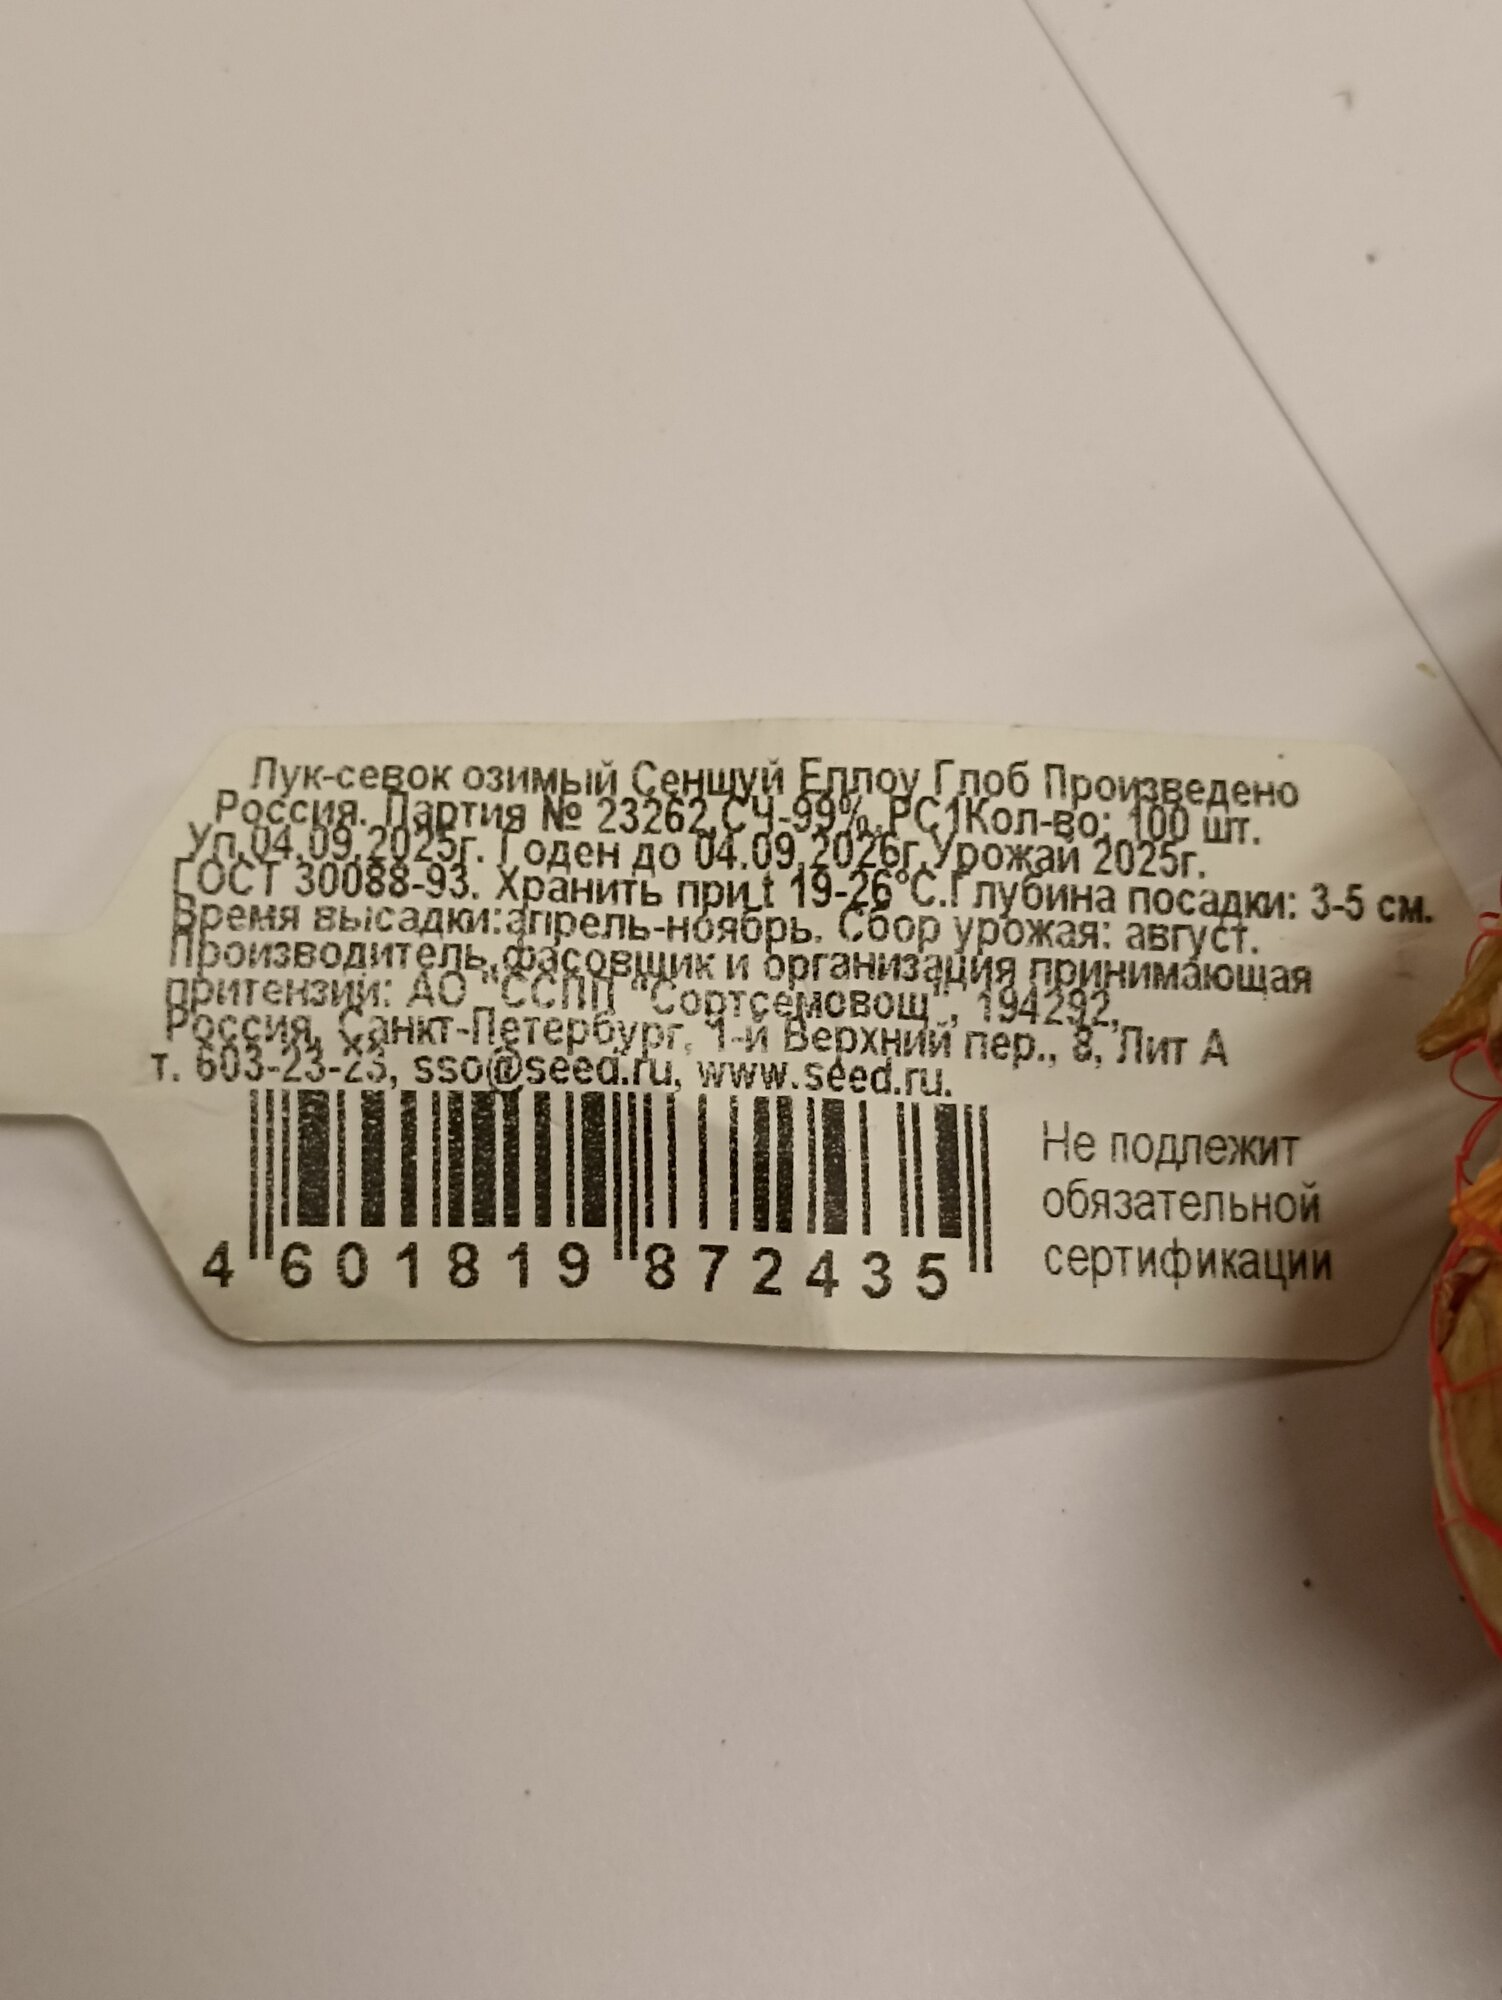 Лук-севок озимый Сеншуй Еллоу Глоб Произведено
Россия. Партия № 23262,СЧ-99%,РС1Кол-во: 100 шт.
Уп.04.09.2025г. Годен до 04.09.2026г.Урожай 2025г.
ГОСТ 30088-93. Хранить при t 19-26°С.Глубина посадки: 3-5 см.
Время высадки:апрель-ноябрь. Сбор урожая: август.
Производитель,фасовщик и организация принимающая
притензии: АО "ССПП "Сортсемовощ", 194292,
Россия, Санкт-Петербург, 1-й Верхний пер., 8, Лит А
т. 603-23-23, sso@seed.ru, www.seed.ru.
4 601819 872435
Не подлежит
обязательной
сертификации